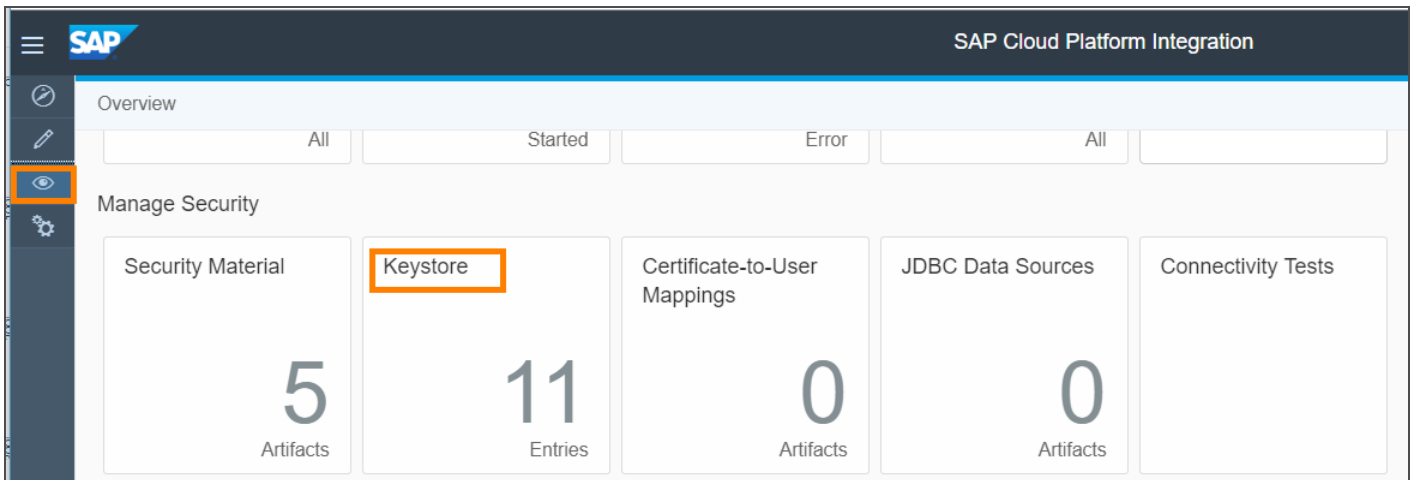 SAP
SAP Cloud Platform Integration
Overview
All Started Error All
Manage Security
Security Material Keystore Certificate-to-User JDBC Data Sources Connectivity Tests
Mappings
5 11 0 0
Artifacts Entries Artifacts Artifacts